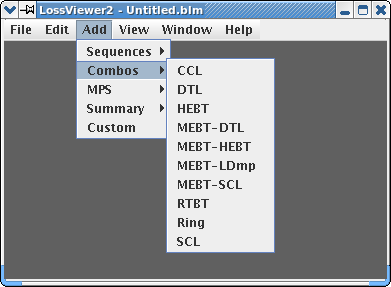 LossViewer2 - Untitled.blm
File Edit Add View Window Help
Sequences
Combos
MPS
Summary
Custom
CCL
DTL
HEBT
MEBT-DTL
MEBT-HEBT
MEBT-LDmp
MEBT-SCL
RTBT
Ring
SCL